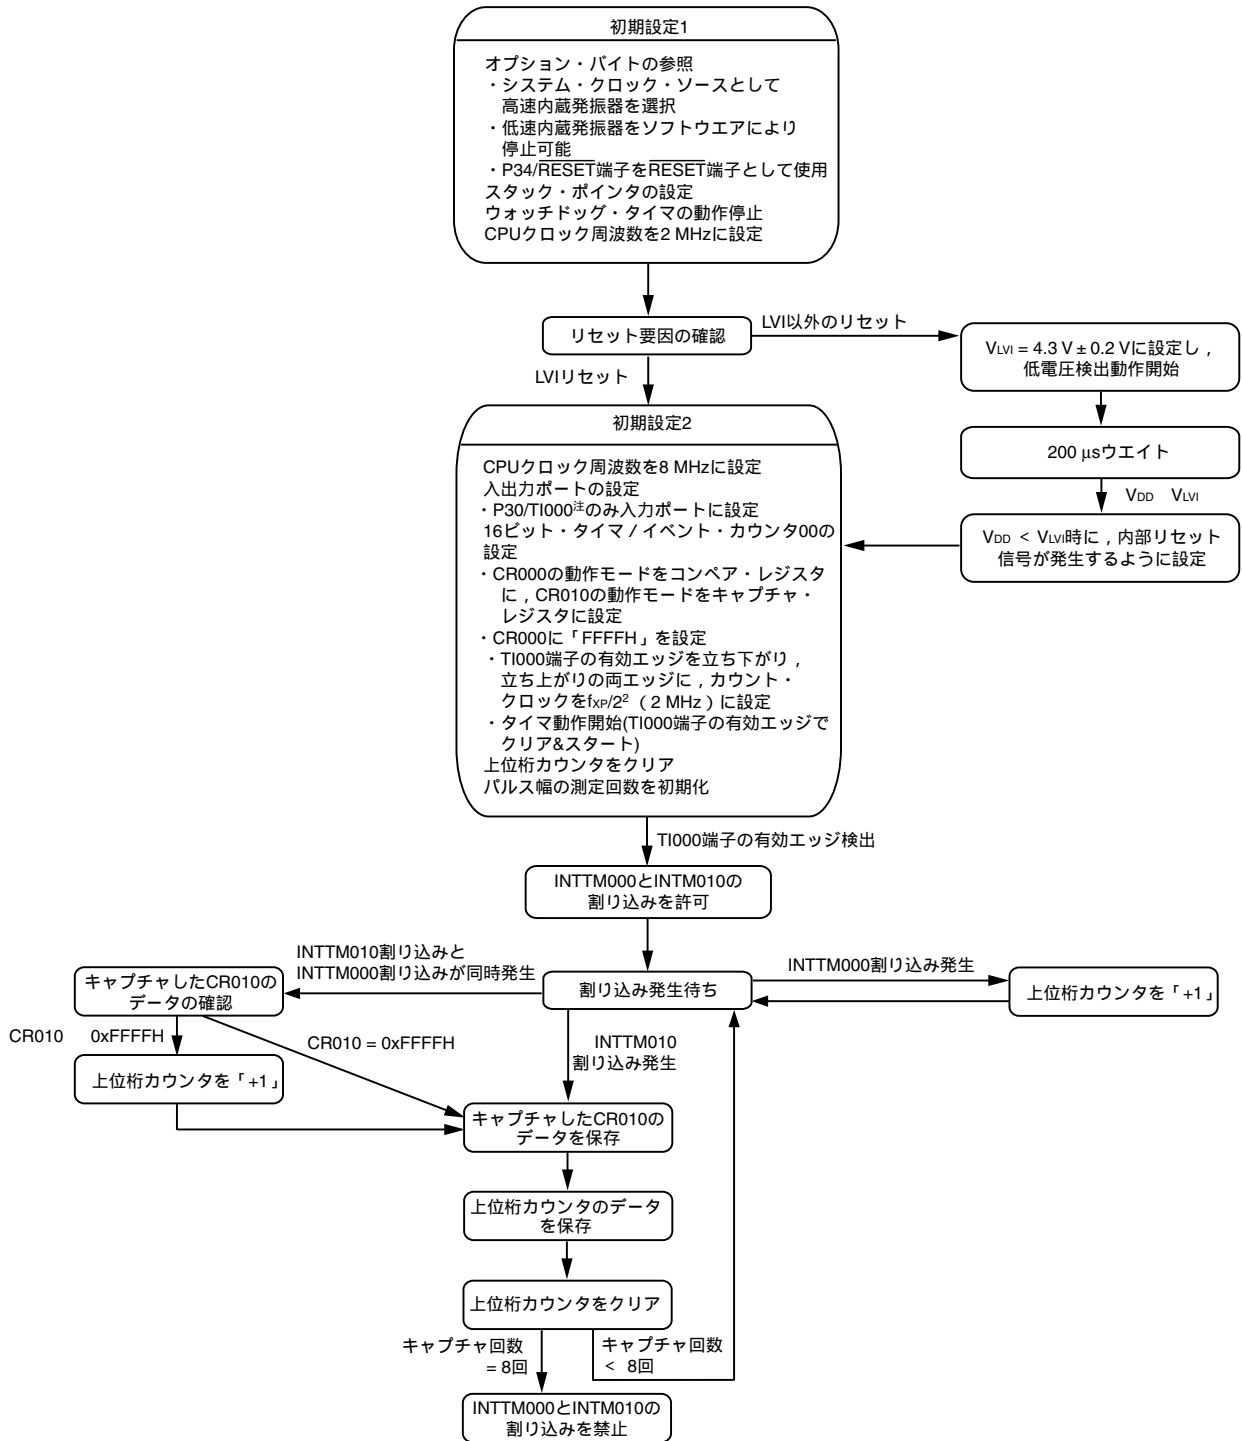 初期設定1
オプション・バイトの参照
・システム・クロック・ソースとして
高速内蔵発振器を選択
・低速内蔵発振器をソフトウエアにより
停止可能
・P34/RESET端子をRESET端子として使用
スタック・ポインタの設定
ウォッチドッグ・タイマの動作停止
CPUクロック周波数を2 MHzに設定
リセット要因の確認
LVI以外のリセット
VLVI = 4.3 V ± 0.2 Vに設定し，
低電圧検出動作開始
LVIリセット
200 μsウエイト
VDD VLVI
VDD < VLVI時に，内部リセット
信号が発生するように設定
初期設定2
CPUクロック周波数を8 MHzに設定
入出力ポートの設定
・P30/TI000注のみ入力ポートに設定
16ビット・タイマ / イベント・カウンタ00の
設定
・CR000の動作モードをコンペア・レジスタ
に，CR010の動作モードをキャプチャ・
レジスタに設定
・CR000に「FFFFH」を設定
・TI000端子の有効エッジを立ち下がり，
立ち上がりの両エッジに，カウント・
クロックをfXP/2²（2 MHz）に設定
・タイマ動作開始(TI000端子の有効エッジで
クリア&スタート)
上位桁カウンタをクリア
パルス幅の測定回数を初期化
TI000端子の有効エッジ検出
INTTM000とINTM010の
割り込みを許可
INTTM010割り込みと
INTTM000割り込みが同時発生
割り込み発生待ち
INTTM000割り込み発生
上位桁カウンタを「+1」
キャプチャしたCR010の
データの確認
CR010 0xFFFFH
CR010 = 0xFFFFH
INTTM010
割り込み発生
上位桁カウンタを「+1」
キャプチャしたCR010の
データを保存
上位桁カウンタのデータ
を保存
上位桁カウンタをクリア
キャプチャ回数
= 8回
キャプチャ回数
< 8回
INTTM000とINTM010の
割り込みを禁止